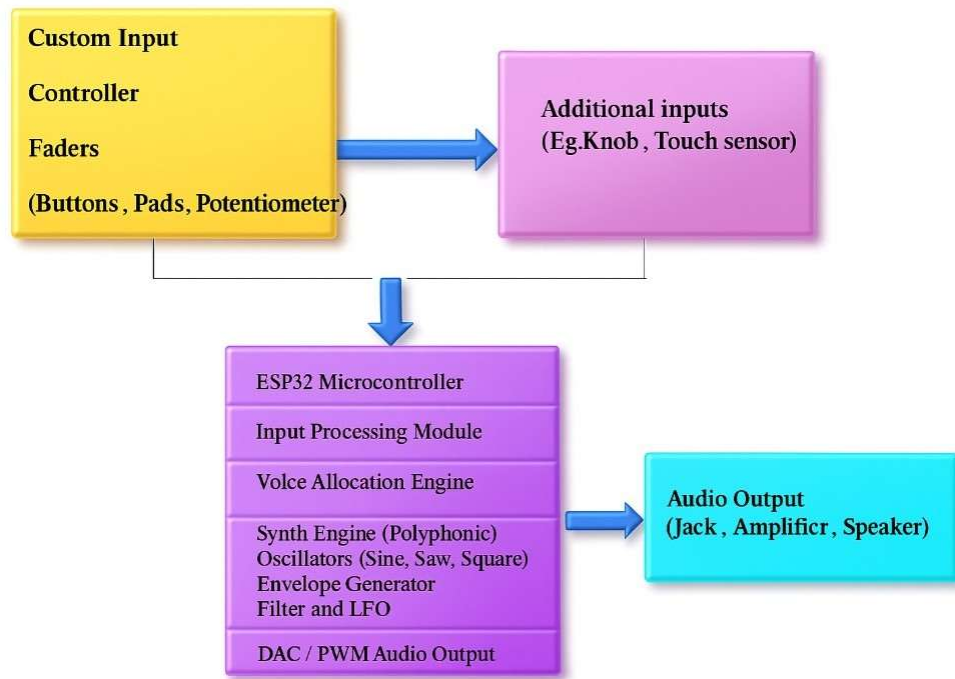 Custom Input
Controller
Faders
(Buttons, Pads, Potentiometer)
Additional inputs
(Eg.Knob, Touch sensor)
ESP32 Microcontroller
Input Processing Module
Volce Allocation Engine
Synth Engine (Polyphonic)
Oscillators (Sine, Saw, Square)
Envelope Generator
Filter and LFO
DAC / PWM Audio Output
Audio Output
(Jack, Amplificr, Speaker)